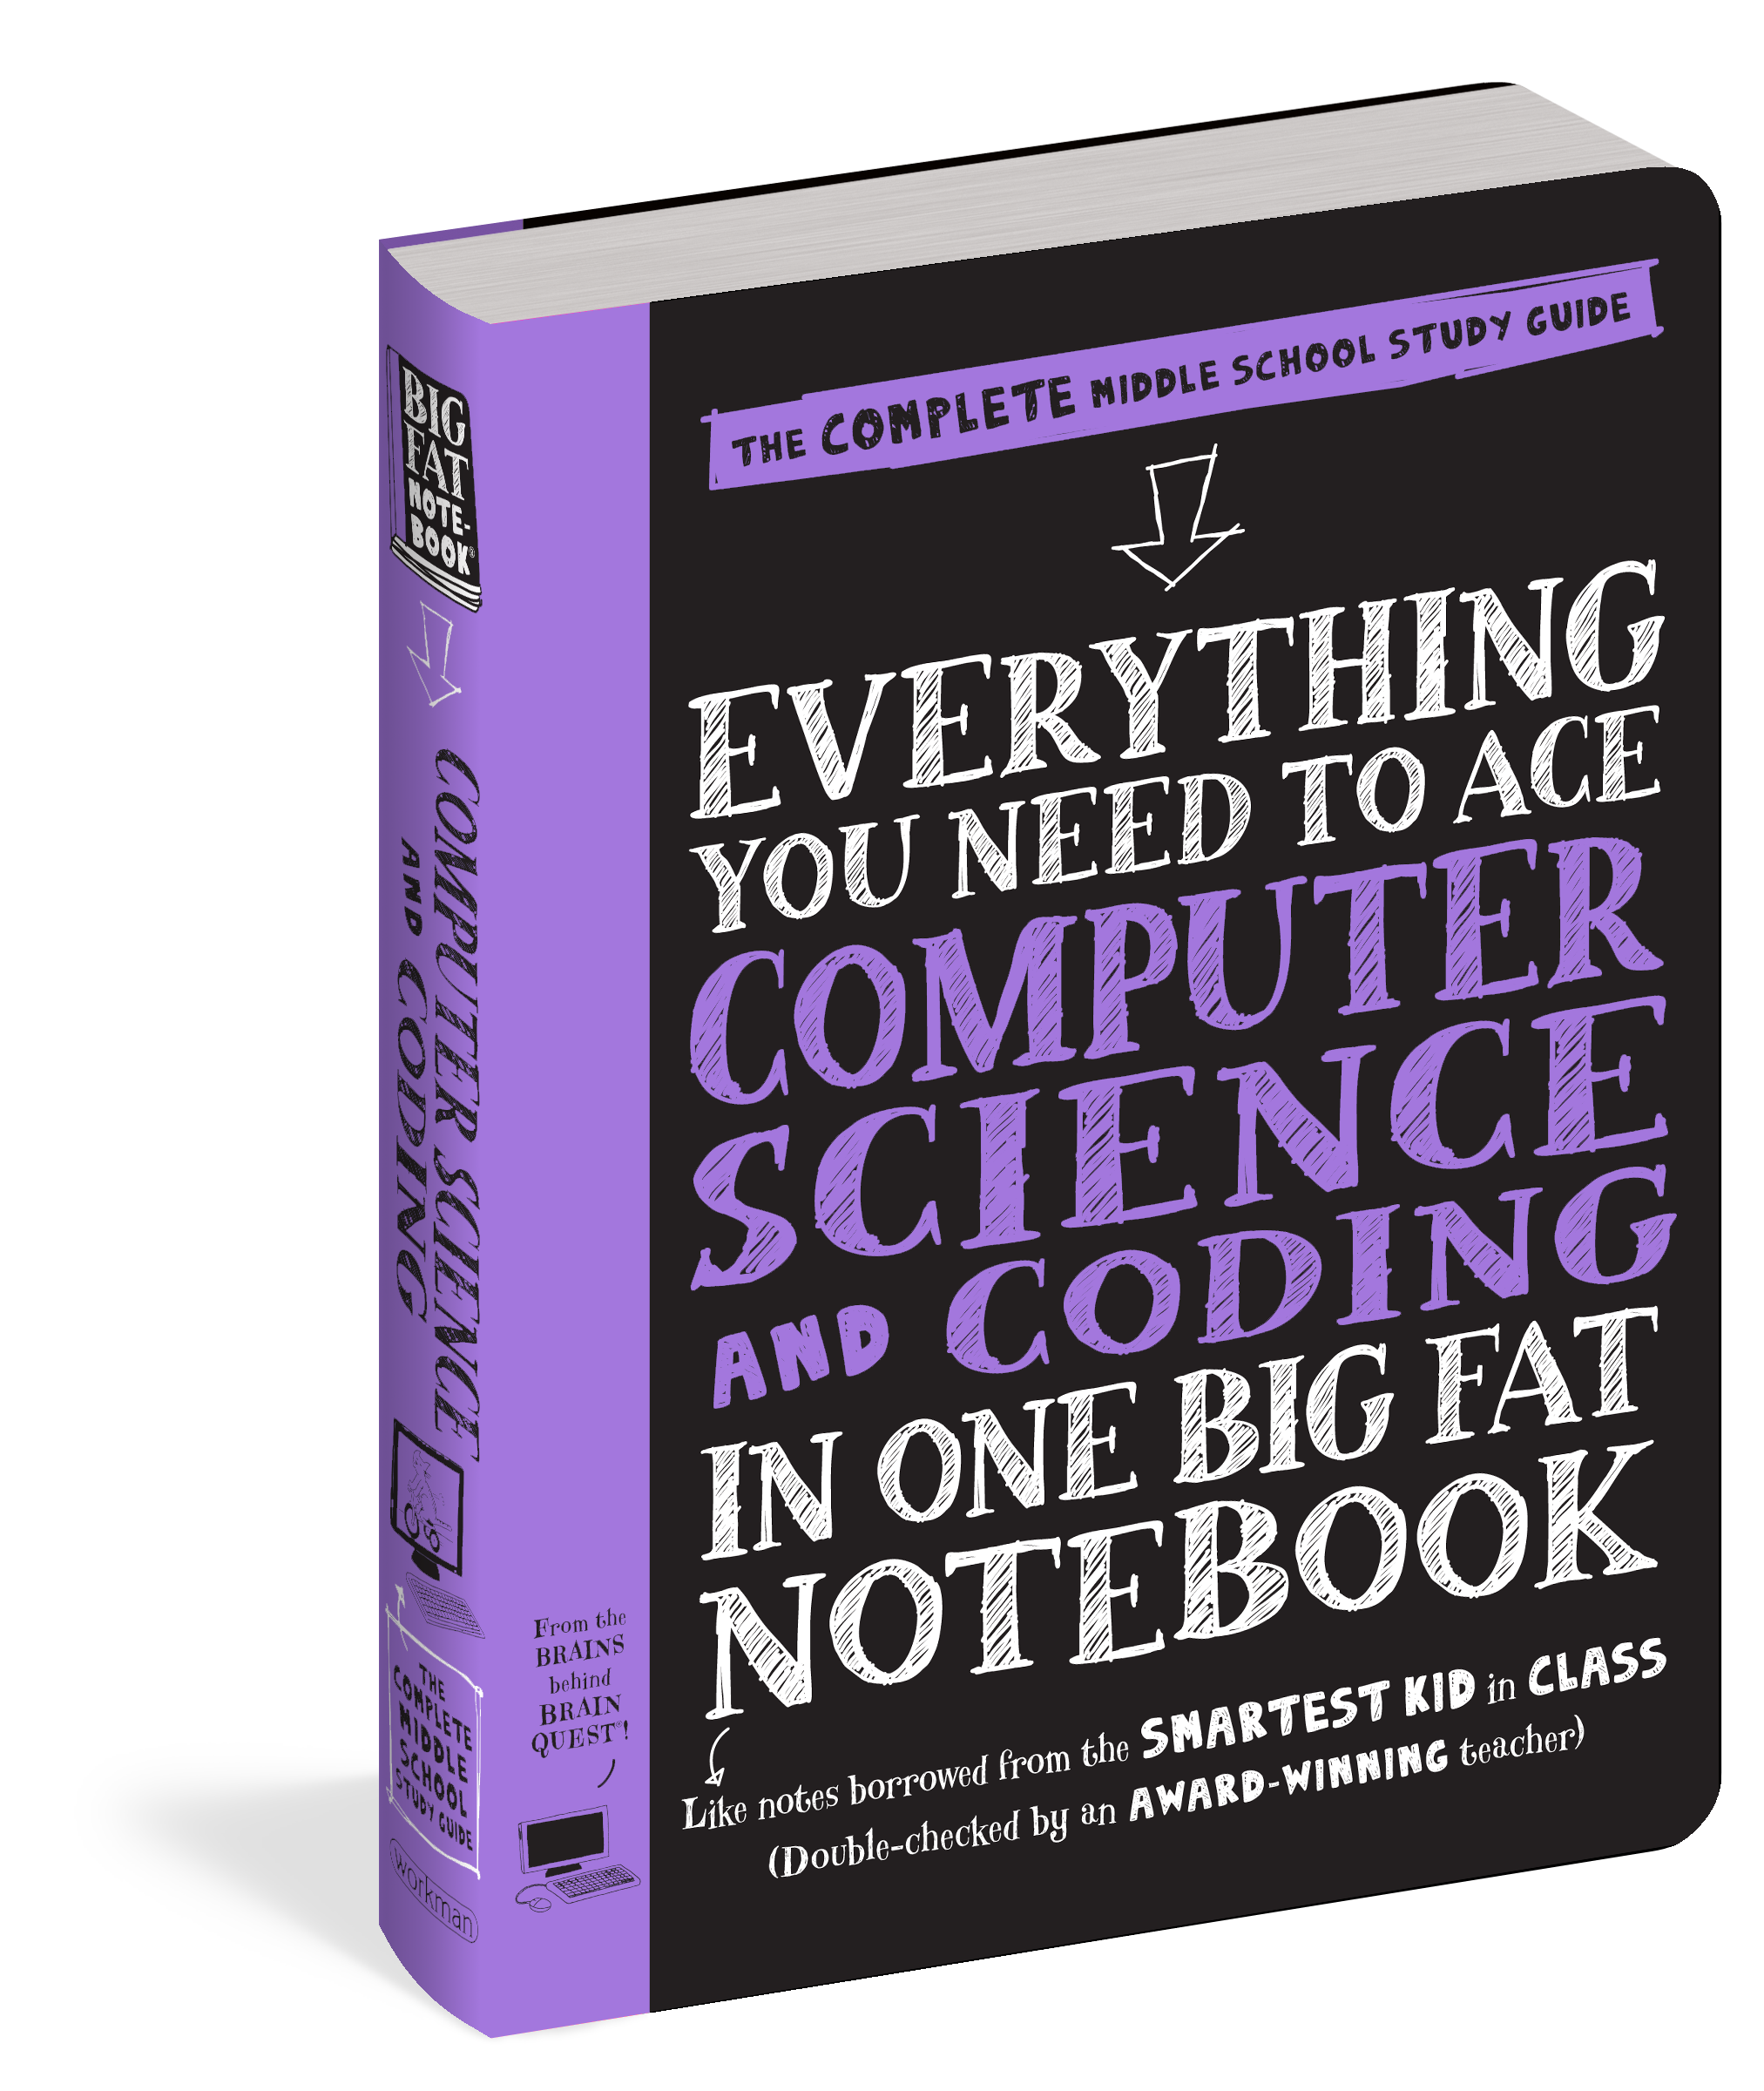 BIG
FAT
NOTE-
BOOK®
COMPUTER SCIENCE
AND CODING
THE
COMPLETE
MIDDLE
SCHOOL
STUDY GUIDE
workman
From the
BRAINS
behind
BRAIN
QUEST®!
THE COMPLETE MIDDLE SCHOOL STUDY GUIDE
EVERYTHING
YOU NEED TO ACE
COMPUTER
SCIENCE
AND CODING
IN ONE BIG FAT
NOTEBOOK
Like notes borrowed from the SMARTEST KID in CLASS
(Double-checked by an AWARD-WINNING teacher)